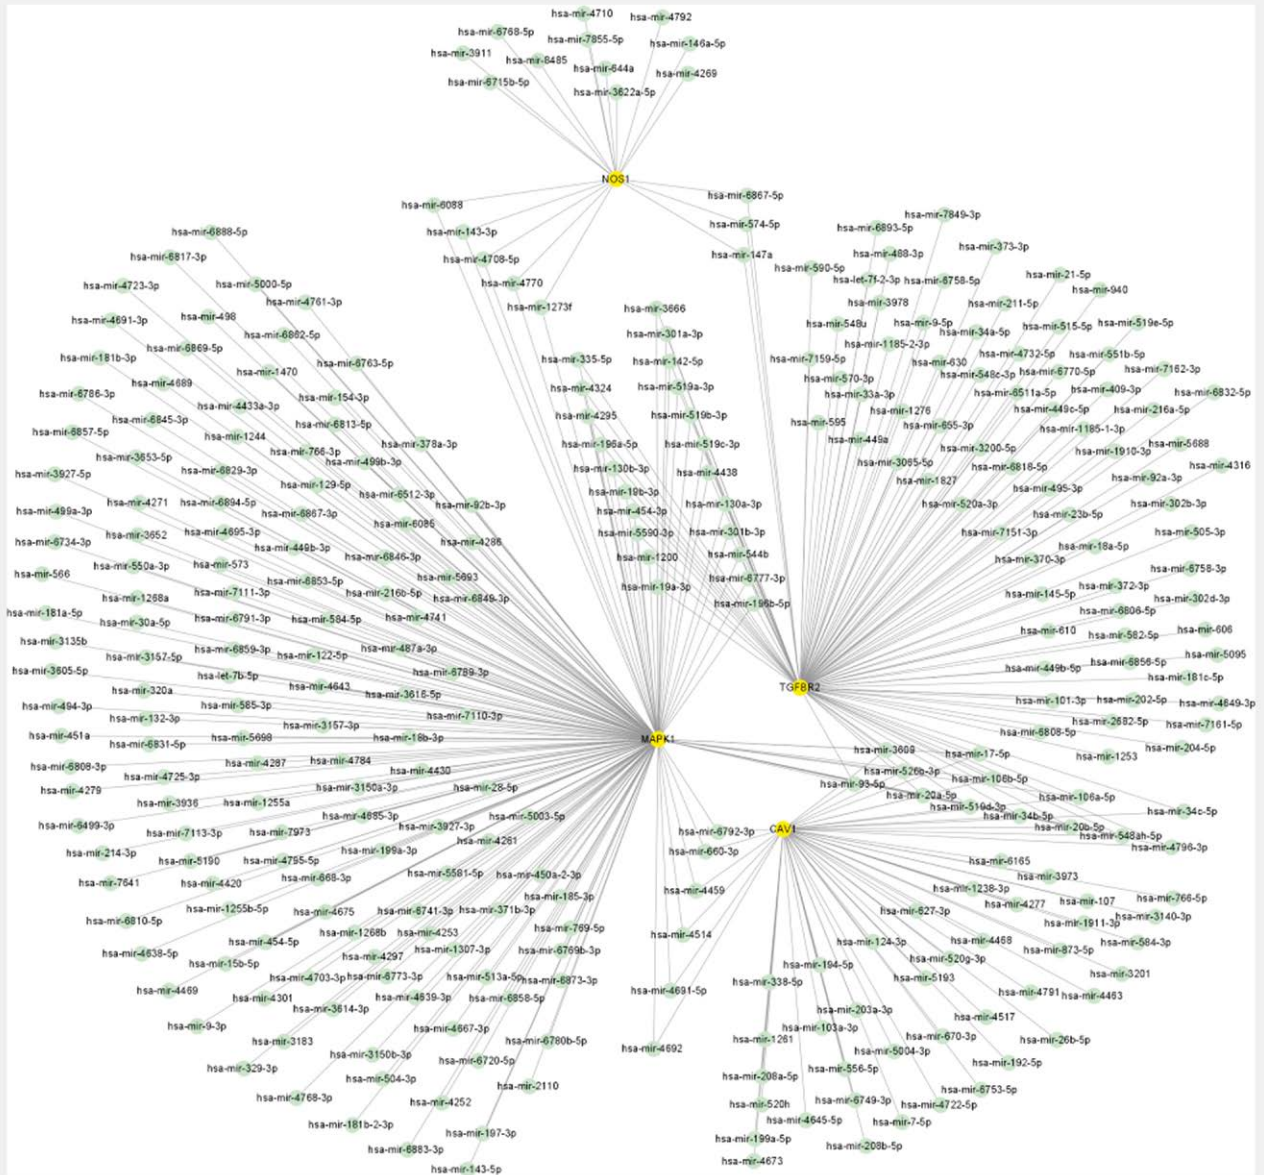 hsa-mir-4710
hsa-mir-4792
hsa-mir-6768-5p
hsa-mir-7855-5p
hsa-mir-146a-5p
hsa-mir-3911
hsa-mir-8485
hsa-mir-644a
hsa-mir-4269
hsa-mir-6715b-5p
hsa-mir-3622a-5p
NOS1
hsa-mir-6867-5p
hsa-mir-6088
hsa-mir-574-5p
hsa-mir-143-3p
hsa-mir-147a
hsa-mir-4708-5p
hsa-mir-4770
hsa-mir-1273f
hsa-mir-7849-3p
hsa-mir-6893-5p
hsa-mir-373-3p
hsa-mir-488-3p
hsa-mir-590-5p
hsa-mir-21-5p
hsa-let-7f-2-3p
hsa-mir-6758-5p
hsa-mir-940
hsa-mir-3978
hsa-mir-211-5p
hsa-mir-548u
hsa-mir-9-5p
hsa-mir-34a-5p
hsa-mir-515-5p
hsa-mir-519e-5p
hsa-mir-1185-2-3p
hsa-mir-7159-5p
hsa-mir-630
hsa-mir-4732-5p
hsa-mir-551b-5p
hsa-mir-570-3p
hsa-mir-548c-3p
hsa-mir-6770-5p
hsa-mir-7162-3p
hsa-mir-33a-3p
hsa-mir-6511a-5p
hsa-mir-409-3p
hsa-mir-6832-5p
hsa-mir-1276
hsa-mir-449c-5p
hsa-mir-216a-5p
hsa-mir-595
hsa-mir-655-3p
hsa-mir-1185-1-3p
hsa-mir-449a
hsa-mir-3200-5p
hsa-mir-1910-3p
hsa-mir-5688
hsa-mir-3065-5p
hsa-mir-6818-5p
hsa-mir-4316
hsa-mir-1827
hsa-mir-495-3p
hsa-mir-92a-3p
hsa-mir-520a-3p
hsa-mir-23b-5p
hsa-mir-302b-3p
hsa-mir-7151-3p
hsa-mir-18a-5p
hsa-mir-505-3p
hsa-mir-370-3p
hsa-mir-6758-3p
hsa-mir-145-5p
hsa-mir-372-3p
hsa-mir-302d-3p
hsa-mir-6806-5p
hsa-mir-610
hsa-mir-582-5p
hsa-mir-606
hsa-mir-449b-5p
hsa-mir-6856-5p
hsa-mir-5095
hsa-mir-181c-5p
TGFBR2
hsa-mir-101-3p
hsa-mir-202-5p
hsa-mir-4649-3p
hsa-mir-6808-5p
hsa-mir-2682-5p
hsa-mir-7161-5p
hsa-mir-1253
hsa-mir-204-5p
hsa-mir-3666
hsa-mir-301a-3p
hsa-mir-335-5p
hsa-mir-142-5p
hsa-mir-4324
hsa-mir-519a-3p
hsa-mir-4295
hsa-mir-519b-3p
hsa-mir-196a-5p
hsa-mir-519c-3p
hsa-mir-130b-3p
hsa-mir-4438
hsa-mir-19b-3p
hsa-mir-454-3p
hsa-mir-130a-3p
hsa-mir-5590-3p
hsa-mir-301b-3p
hsa-mir-1200
hsa-mir-544b
hsa-mir-19a-3p
hsa-mir-6777-3p
hsa-mir-196b-5p
hsa-mir-6888-5p
hsa-mir-6817-3p
hsa-mir-4723-3p
hsa-mir-5000-5p
hsa-mir-4761-3p
hsa-mir-4691-3p
hsa-mir-498
hsa-mir-6862-5p
hsa-mir-181b-3p
hsa-mir-6869-5p
hsa-mir-6763-5p
hsa-mir-1470
hsa-mir-6786-3p
hsa-mir-4689
hsa-mir-154-3p
hsa-mir-4433a-3p
hsa-mir-6845-3p
hsa-mir-6813-5p
hsa-mir-6857-5p
hsa-mir-1244
hsa-mir-378a-3p
hsa-mir-3653-5p
hsa-mir-766-3p
hsa-mir-499b-3p
hsa-mir-3927-5p
hsa-mir-6829-3p
hsa-mir-129-5p
hsa-mir-6512-3p
hsa-mir-92b-3p
hsa-mir-499a-3p
hsa-mir-4271
hsa-mir-6894-5p
hsa-mir-6867-3p
hsa-mir-6086
hsa-mir-6734-3p
hsa-mir-3652
hsa-mir-4695-3p
hsa-mir-449b-3p
hsa-mir-4286
hsa-mir-566
hsa-mir-550a-3p
hsa-mir-573
hsa-mir-6846-3p
hsa-mir-6853-5p
hsa-mir-5693
hsa-mir-1268a
hsa-mir-7111-3p
hsa-mir-216b-5p
hsa-mir-6849-3p
hsa-mir-181a-5p
hsa-mir-30a-5p
hsa-mir-6791-3p
hsa-mir-584-5p
hsa-mir-4741
hsa-mir-3135b
hsa-mir-3157-5p
hsa-mir-6859-3p
hsa-mir-122-5p
hsa-mir-487a-3p
hsa-mir-3605-5p
hsa-let-7b-5p
hsa-mir-6789-3p
hsa-mir-320a
hsa-mir-4643
hsa-mir-3616-5p
hsa-mir-494-3p
hsa-mir-585-3p
hsa-mir-132-3p
hsa-mir-3157-3p
hsa-mir-7110-3p
hsa-mir-451a
hsa-mir-6831-5p
hsa-mir-5698
hsa-mir-18b-3p
MAPK1
hsa-mir-6808-3p
hsa-mir-4725-3p
hsa-mir-4287
hsa-mir-4784
hsa-mir-4430
hsa-mir-4279
hsa-mir-3936
hsa-mir-1255a
hsa-mir-3150a-3p
hsa-mir-28-5p
hsa-mir-6499-3p
hsa-mir-7113-3p
hsa-mir-7973
hsa-mir-4685-3p
hsa-mir-3927-3p
hsa-mir-5003-5p
hsa-mir-214-3p
hsa-mir-5190
hsa-mir-4795-5p
hsa-mir-199a-3p
hsa-mir-4261
hsa-mir-7641
hsa-mir-4420
hsa-mir-668-3p
hsa-mir-5581-5p
hsa-mir-450a-2-3p
hsa-mir-185-3p
hsa-mir-6810-5p
hsa-mir-1255b-5p
hsa-mir-4675
hsa-mir-6741-3p
hsa-mir-371b-3p
hsa-mir-1268b
hsa-mir-4253
hsa-mir-769-5p
hsa-mir-4638-5p
hsa-mir-454-5p
hsa-mir-15b-5p
hsa-mir-4297
hsa-mir-1307-3p
hsa-mir-6769b-3p
hsa-mir-4703-3p
hsa-mir-6773-3p
hsa-mir-513a-5p
hsa-mir-6873-3p
hsa-mir-4469
hsa-mir-4301
hsa-mir-3614-3p
hsa-mir-4639-3p
hsa-mir-6858-5p
hsa-mir-9-3p
hsa-mir-3183
hsa-mir-4667-3p
hsa-mir-6780b-5p
hsa-mir-329-3p
hsa-mir-3150b-3p
hsa-mir-6720-5p
hsa-mir-504-3p
hsa-mir-2110
hsa-mir-4768-3p
hsa-mir-4252
hsa-mir-181b-2-3p
hsa-mir-197-3p
hsa-mir-6883-3p
hsa-mir-143-5p
hsa-mir-3609
hsa-mir-17-5p
hsa-mir-526b-3p
hsa-mir-93-5p
hsa-mir-106b-5p
hsa-mir-20a-5p
hsa-mir-106a-5p
hsa-mir-519d-3p
hsa-mir-34b-5p
hsa-mir-34c-5p
hsa-mir-20b-5p
hsa-mir-548ah-5p
hsa-mir-4796-3p
CAV1
hsa-mir-6792-3p
hsa-mir-660-3p
hsa-mir-4459
hsa-mir-4514
hsa-mir-4691-5p
hsa-mir-4692
hsa-mir-6165
hsa-mir-3973
hsa-mir-1238-3p
hsa-mir-4277
hsa-mir-107
hsa-mir-766-5p
hsa-mir-627-3p
hsa-mir-1911-3p
hsa-mir-3140-3p
hsa-mir-124-3p
hsa-mir-4468
hsa-mir-873-5p
hsa-mir-584-3p
hsa-mir-520g-3p
hsa-mir-194-5p
hsa-mir-5193
hsa-mir-3201
hsa-mir-338-5p
hsa-mir-4791
hsa-mir-4463
hsa-mir-203a-3p
hsa-mir-4517
hsa-mir-103a-3p
hsa-mir-1261
hsa-mir-670-3p
hsa-mir-26b-5p
hsa-mir-5004-3p
hsa-mir-192-5p
hsa-mir-208a-5p
hsa-mir-556-5p
hsa-mir-6753-5p
hsa-mir-520h
hsa-mir-6749-3p
hsa-mir-4722-5p
hsa-mir-4645-5p
hsa-mir-7-5p
hsa-mir-199a-5p
hsa-mir-208b-5p
hsa-mir-4673